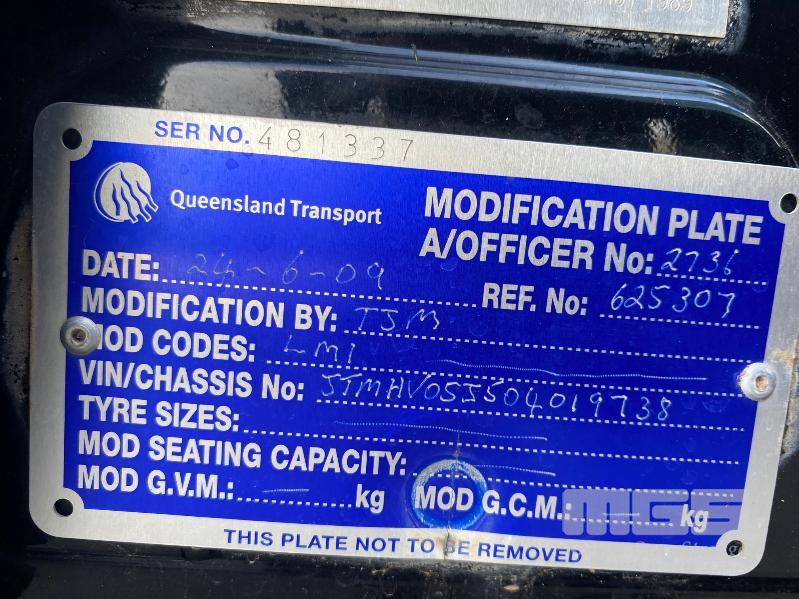 SER NO. 481337
Queensland Transport
MODIFICATION PLATE
A/OFFICER No: 2736
DATE: 24-6-09
REF. No: 625307
MODIFICATION BY: TJM
MOD CODES: LM1
VIN/CHASSIS No: JTMHV05J504019738
TYRE SIZES:
MOD SEATING CAPACITY:
MOD G.V.M.: — kg MOD G.C.M.: kg
THIS PLATE NOT TO BE REMOVED
MGS